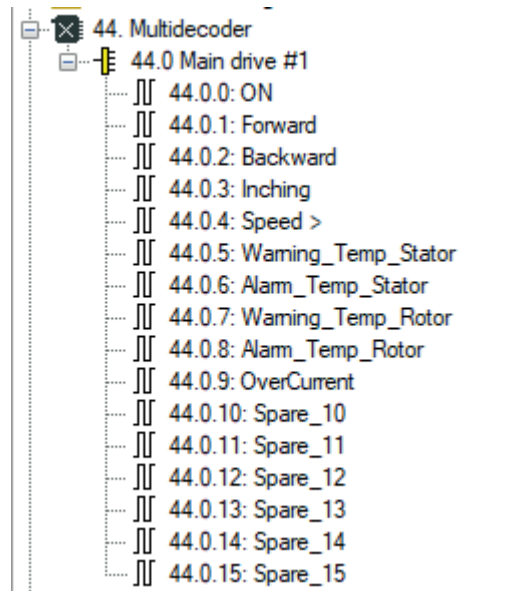 44. Multidecoder
44.0 Main drive #1
44.0.0: ON
44.0.1: Forward
44.0.2: Backward
44.0.3: Inching
44.0.4: Speed >
44.0.5: Warning_Temp_Stator
44.0.6: Alarm_Temp_Stator
44.0.7: Warning_Temp_Rotor
44.0.8: Alarm_Temp_Rotor
44.0.9: OverCurrent
44.0.10: Spare_10
44.0.11: Spare_11
44.0.12: Spare_12
44.0.13: Spare_13
44.0.14: Spare_14
44.0.15: Spare_15